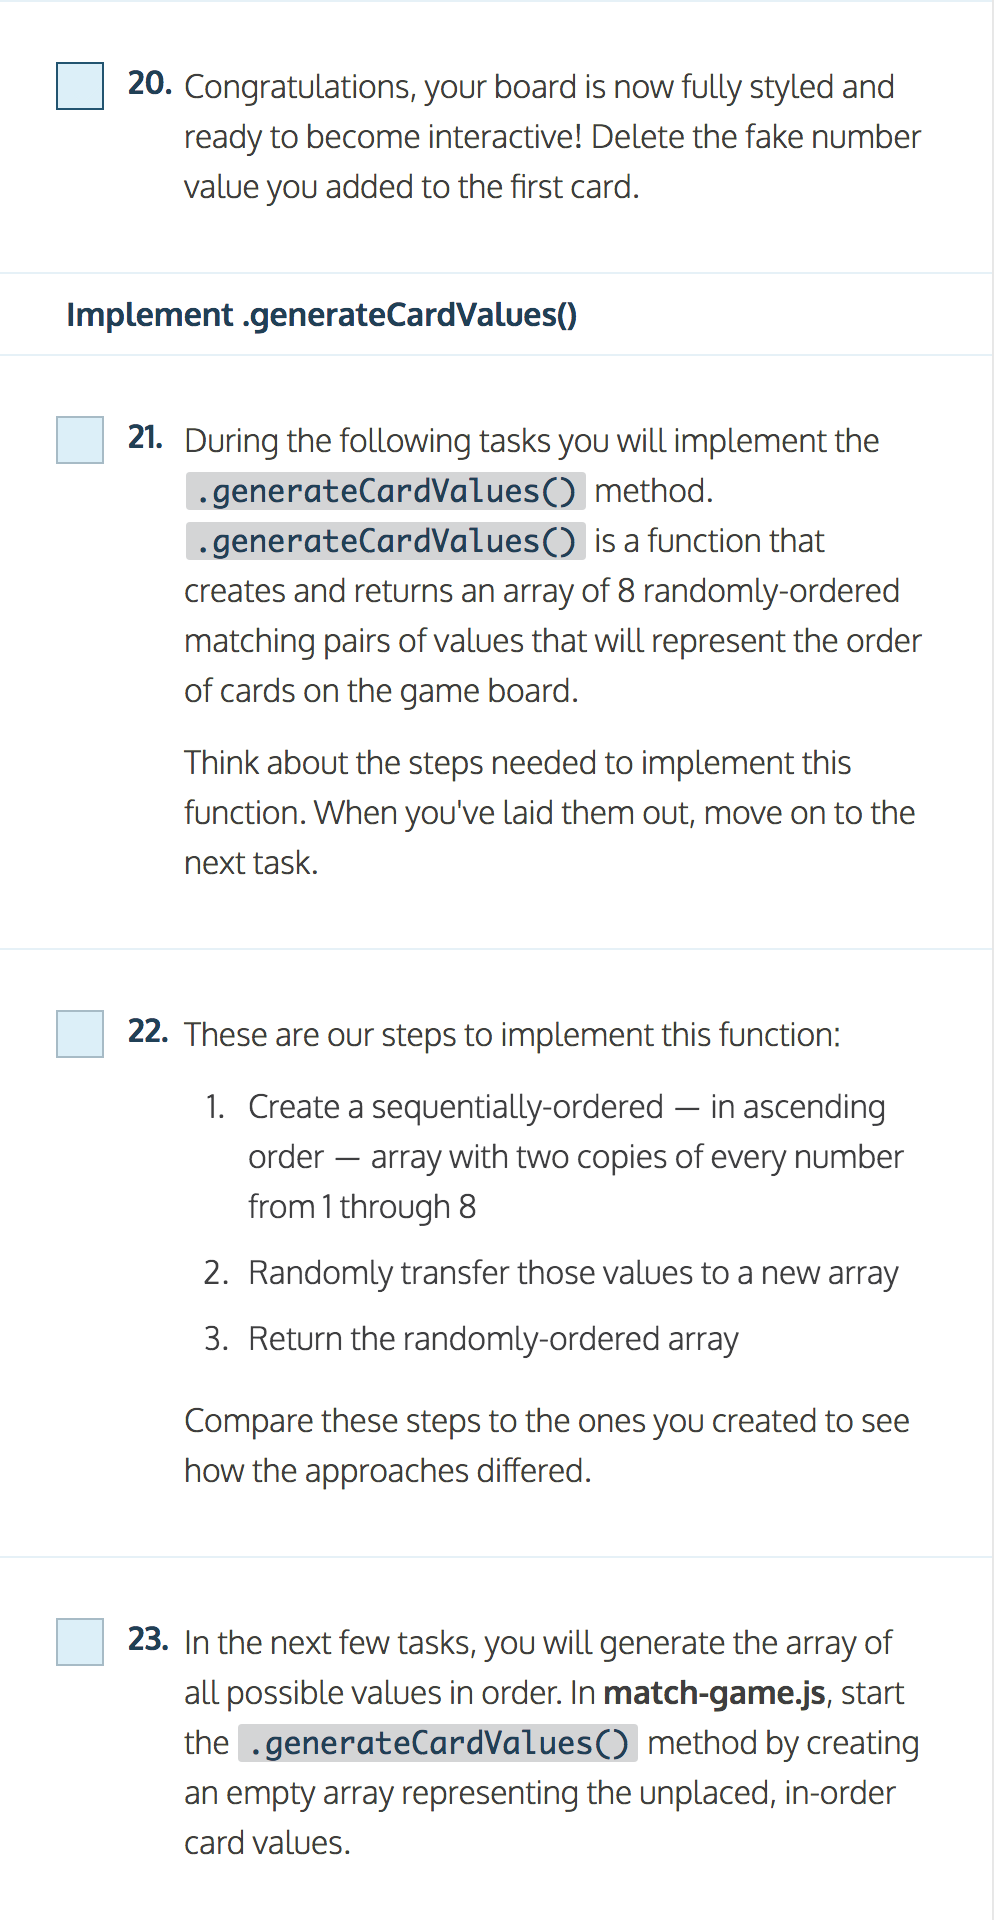 20. Congratulations, your board is now fully styled and
ready to become interactive! Delete the fake number
value you added to the first card.
Implement .generateCardValues()
21. During the following tasks you will implement the
.generateCardValues() method.
.generateCardValues() is a function that
creates and returns an array of 8 randomly-ordered
matching pairs of values that will represent the order
of cards on the game board.
Think about the steps needed to implement this
function. When you've laid them out, move on to the
next task.
22. These are our steps to implement this function:
1. Create a sequentially-ordered — in ascending
order — array with two copies of every number
from 1 through 8
2. Randomly transfer those values to a new array
3. Return the randomly-ordered array
Compare these steps to the ones you created to see
how the approaches differed.
23. In the next few tasks, you will generate the array of
all possible values in order. In match-game.js, start
the .generateCardValues() method by creating
an empty array representing the unplaced, in-order
card values.